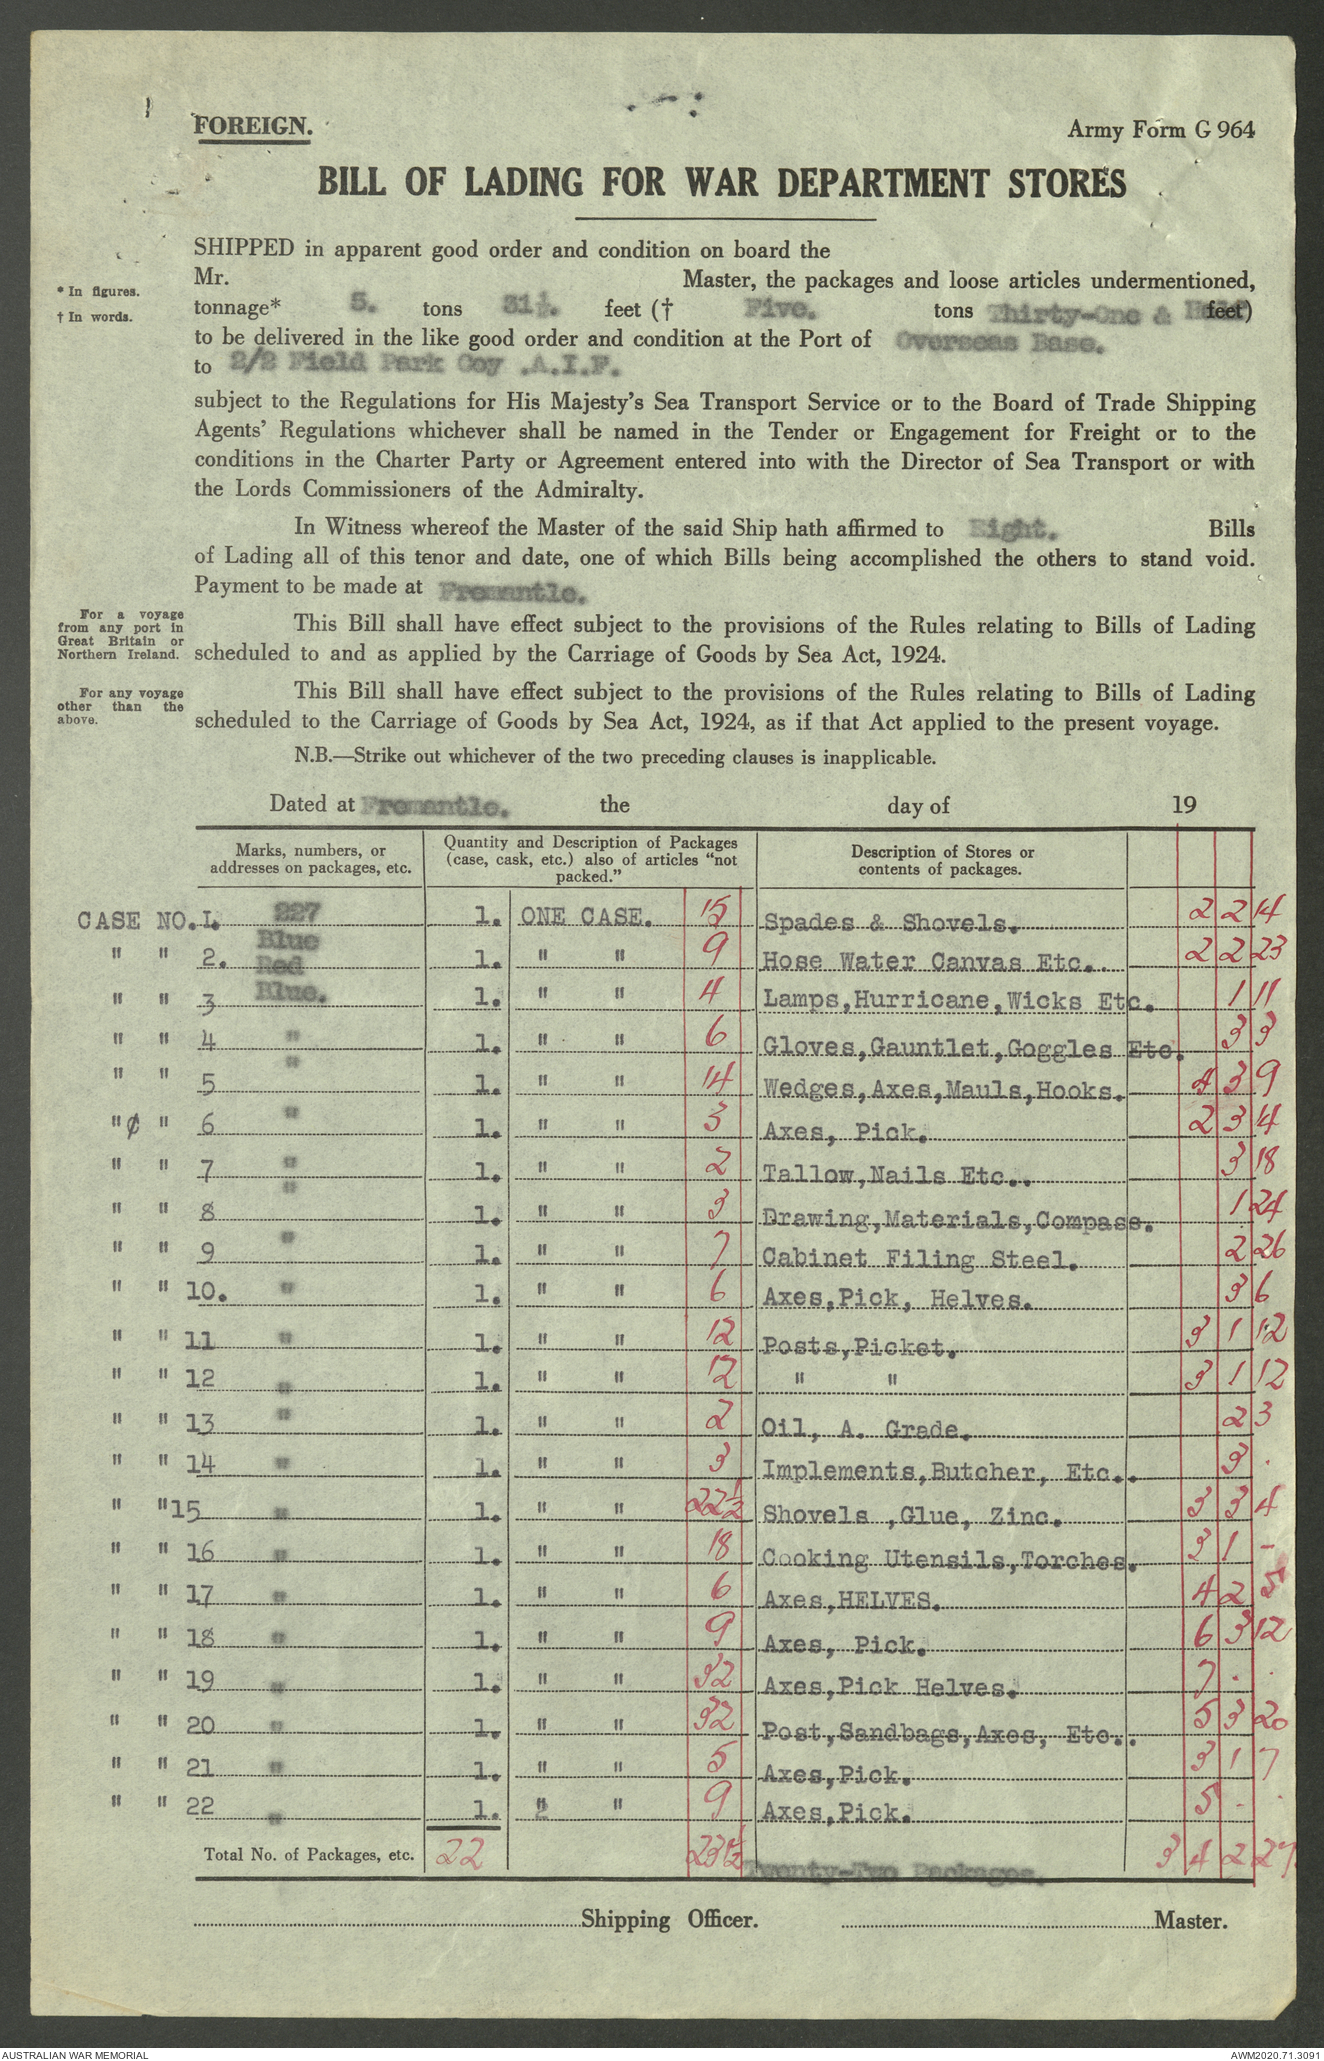 FOREIGN.
Army Form G 964
BILL OF LADING FOR WAR DEPARTMENT STORES
SHIPPED in apparent good order and condition on board the
Mr. Master, the packages and loose articles undermentioned,
* In figures.
tonnage* 5. tons 31½. feet († Five. tons Thirty-One & Half feet)
† In words.
to be delivered in the like good order and condition at the Port of Overseas Base.
to 2/2 Field Park Coy .A.I.F.
subject to the Regulations for His Majesty's Sea Transport Service or to the Board of Trade Shipping
Agents' Regulations whichever shall be named in the Tender or Engagement for Freight or to the
conditions in the Charter Party or Agreement entered into with the Director of Sea Transport or with
the Lords Commissioners of the Admiralty.
In Witness whereof the Master of the said Ship hath affirmed to Eight. Bills
of Lading all of this tenor and date, one of which Bills being accomplished the others to stand void.
Payment to be made at Fremantle.
For a voyage
from any port in
Great Britain or
Northern Ireland.
This Bill shall have effect subject to the provisions of the Rules relating to Bills of Lading
scheduled to and as applied by the Carriage of Goods by Sea Act, 1924.
For any voyage
other than the
above.
This Bill shall have effect subject to the provisions of the Rules relating to Bills of Lading
scheduled to the Carriage of Goods by Sea Act, 1924, as if that Act applied to the present voyage.
N.B.—Strike out whichever of the two preceding clauses is inapplicable.
Dated at Fremantle. the day of 19
Marks, numbers, or
addresses on packages, etc.
Quantity and Description of Packages
(case, cask, etc.) also of articles "not
packed."
Description of Stores or
contents of packages.
CASE NO.I. 227 1. ONE CASE. 15 Spades & Shovels. 2 2 14
" " 2. Blue Red 1. " " 9 Hose Water Canvas Etc. 2 2 23
" " 3 Blue. 1. " " 4 Lamps,Hurricane,Wicks Etc. 1 11
" " 4 " 1. " " 6 Gloves,Gauntlet,Goggles Etc. 3 3
" " 5 " 1. " " 14 Wedges,Axes,Mauls,Hooks. 4 3 9
"¢ " 6 " 1. " " 3 Axes, Pick. 2 3 14
" " 7 " 1. " " 2 Tallow,Nails Etc.. 3 18
" " 8 " 1. " " 3 Drawing,Materials,Compass. 1 24
" " 9 " 1. " " 7 Cabinet Filing Steel. 2 26
" " 10. " 1. " " 6 Axes,Pick, Helves. 3 6
" " 11 " 1. " " 12 Posts,Picket. 3 1 12
" " 12 " 1. " " 12 " " 3 1 12
" " 13 " 1. " " 2 Oil, A. Grade. 2 3
" " 14 " 1. " " 3 Implements,Butcher, Etc.. 3 .
" "15 " 1. " " 22½ Shovels ,Glue, Zinc. 3 3 4
" " 16 " 1. " " 18 Cooking Utensils,Torches. 3 1 -
" " 17 " 1. " " 6 Axes,HELVES. 4 2 5
" " 18 " 1. " " 9 Axes, Pick. 6 3 12
" " 19 " 1. " " 32 Axes,Pick Helves. 7 . .
" " 20 " 1. " " 32 Post,Sandbags,Axes, Etc.. 5 3 20
" " 21 " 1. " " 5 Axes,Pick. 3 1 7
" " 22 " 1. " " 9 Axes,Pick. 5 - .
Total No. of Packages, etc. 22 231½ Twenty-Two Packages. 3 4 2 27
Shipping Officer. Master.
AUSTRALIAN WAR MEMORIAL
AWM2020.71.3091